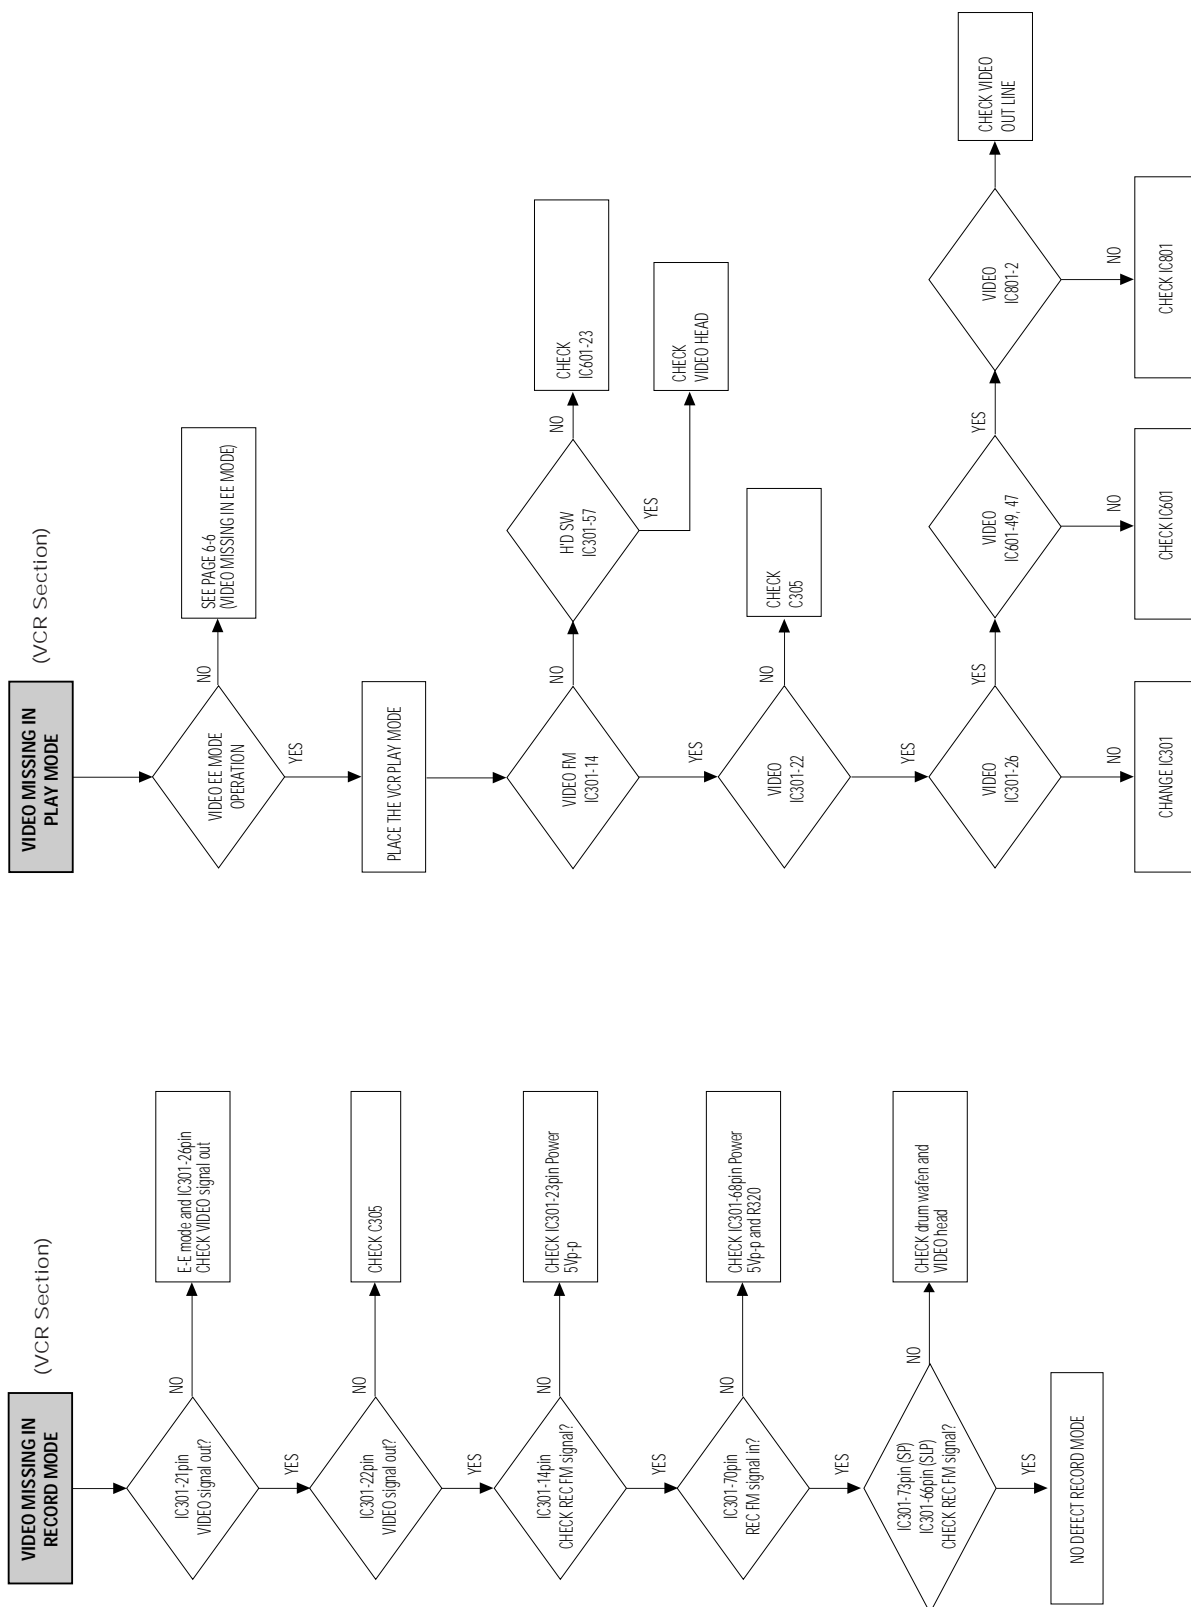 VIDEO MISSING IN
RECORD MODE
(VCR Section)
IC301-21pin
VIDEO signal out?
NO
E-E mode and IC301-26pin
CHECK VIDEO signal out
YES
IC301-22pin
VIDEO signal out?
NO
CHECK C305
YES
IC301-14pin
CHECK REC FM signal?
NO
CHECK IC301-23pin Power
5Vp-p
YES
IC301-70pin
REC FM signal in?
NO
CHECK IC301-68pin Power
5Vp-p and R320
YES
IC301-73pin (SP)
IC301-66pin (SLP)
CHECK REC FM signal?
NO
CHECK drum wafen and
VIDEO head
YES
NO DEFECT RECORD MODE
VIDEO MISSING IN
PLAY MODE
(VCR Section)
VIDEO EE MODE
OPERATION
NO
SEE PAGE 6-6
(VIDEO MISSING IN EE MODE)
YES
PLACE THE VCR PLAY MODE
VIDEO FM
IC301-14
NO
H'D SW
IC301-57
NO
CHECK
IC601-23
YES
CHECK
VIDEO HEAD
YES
VIDEO
IC301-22
NO
CHECK
C305
YES
VIDEO
IC301-26
NO
CHANGE IC301
YES
VIDEO
IC601-49, 47
NO
CHECK IC601
YES
VIDEO
IC801-2
NO
CHECK IC801
CHECK VIDEO
OUT LINE